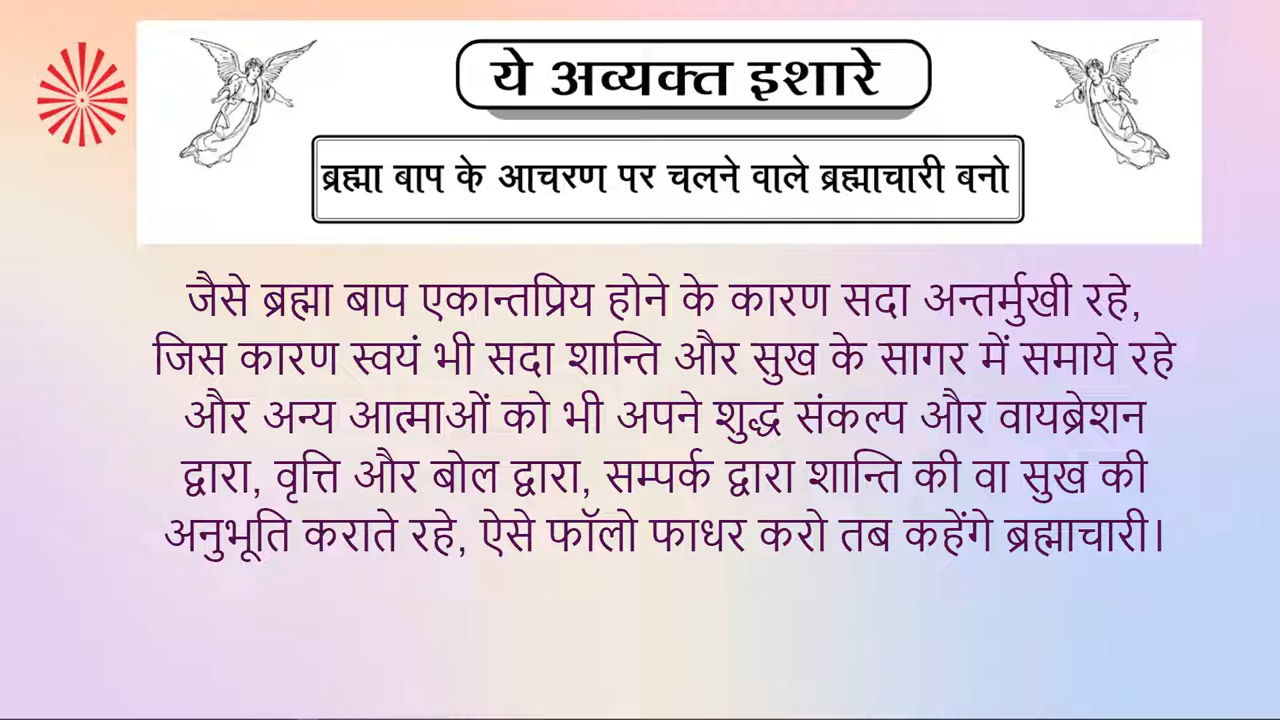 ये अव्यक्त इशारे
ब्रह्मा बाप के आचरण पर चलने वाले ब्रह्माचारी बनो
जैसे ब्रह्मा बाप एकान्तप्रिय होने के कारण सदा अन्तर्मुखी रहे,
जिस कारण स्वयं भी सदा शान्ति और सुख के सागर में समाये रहे
और अन्य आत्माओं को भी अपने शुद्ध संकल्प और वायब्रेशन
द्वारा, वृत्ति और बोल द्वारा, सम्पर्क द्वारा शान्ति की वा सुख की
अनुभूति कराते रहे, ऐसे फॉलो फाधर करो तब कहेंगे ब्रह्माचारी।